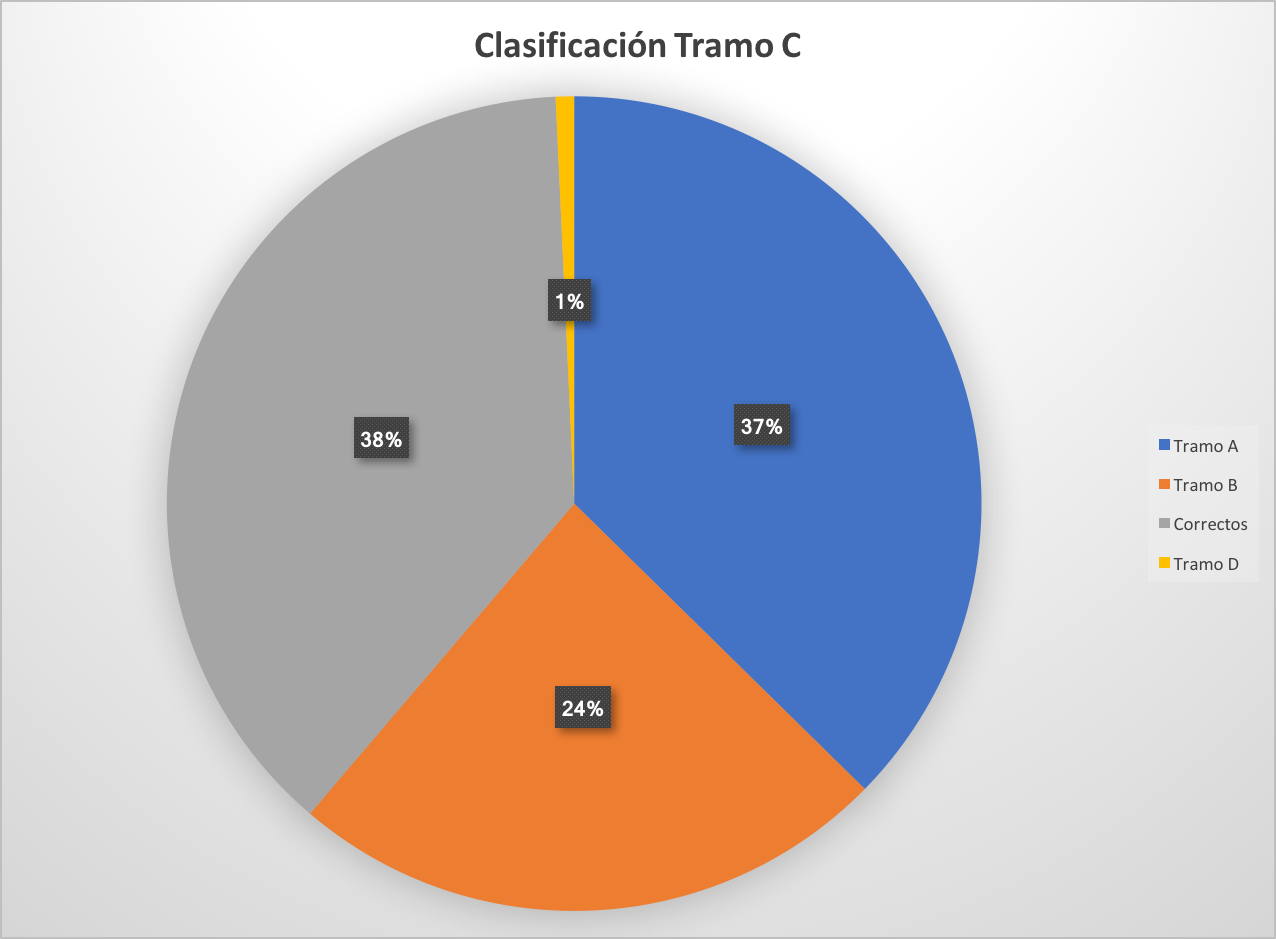 Clasificación Tramo C
1%
37%
38%
24%
Tramo A
Tramo B
Correctos
Tramo D